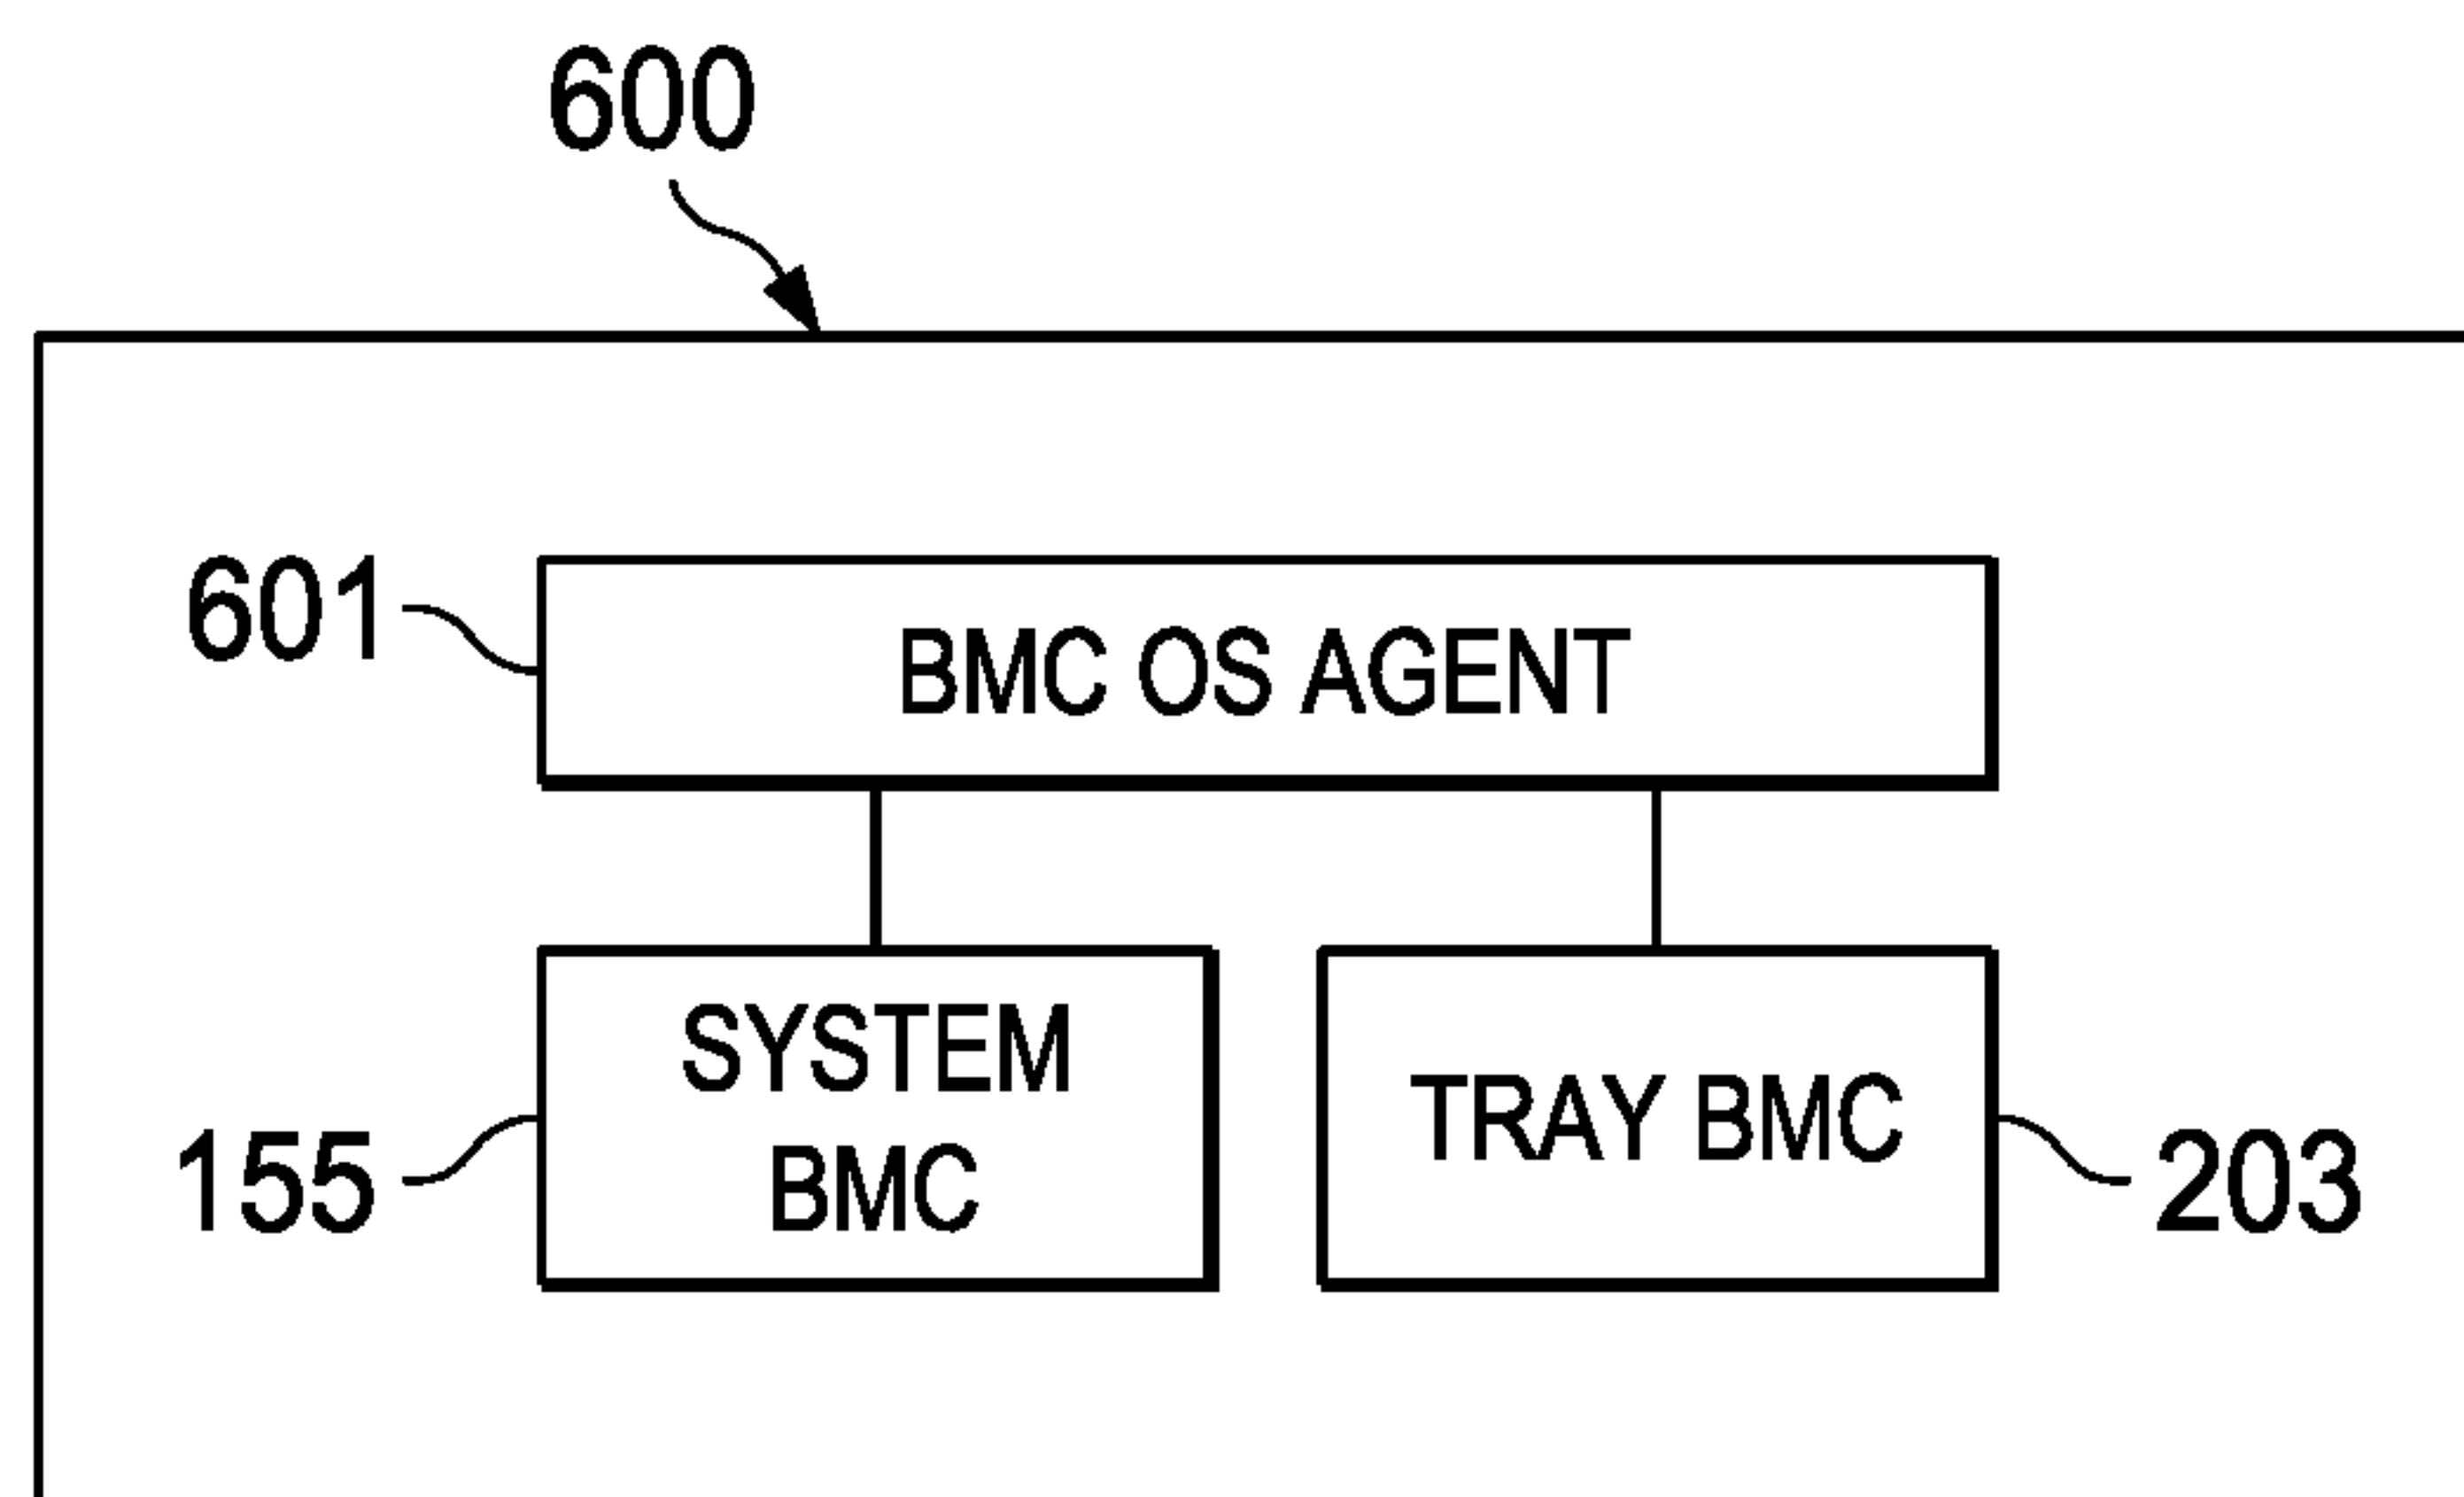 600
601
BMC OS AGENT
SYSTEM
BMC
155
TRAY BMC
203